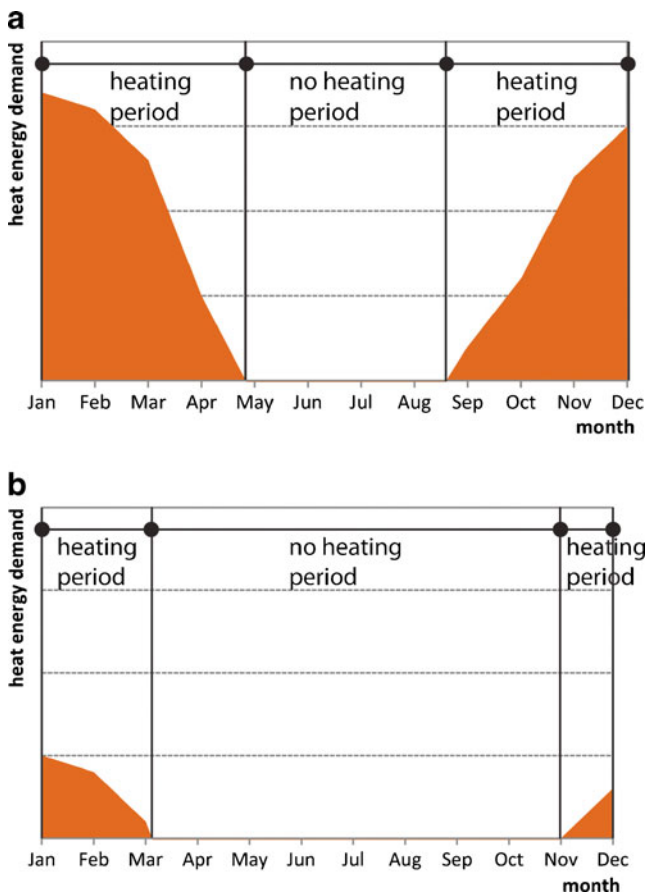 a
heat energy demand
heating period
no heating period
heating period
Jan Feb Mar Apr May Jun Jul Aug Sep Oct Nov Dec
month
b
heat energy demand
heating period
no heating period
heating period
Jan Feb Mar Apr May Jun Jul Aug Sep Oct Nov Dec
month